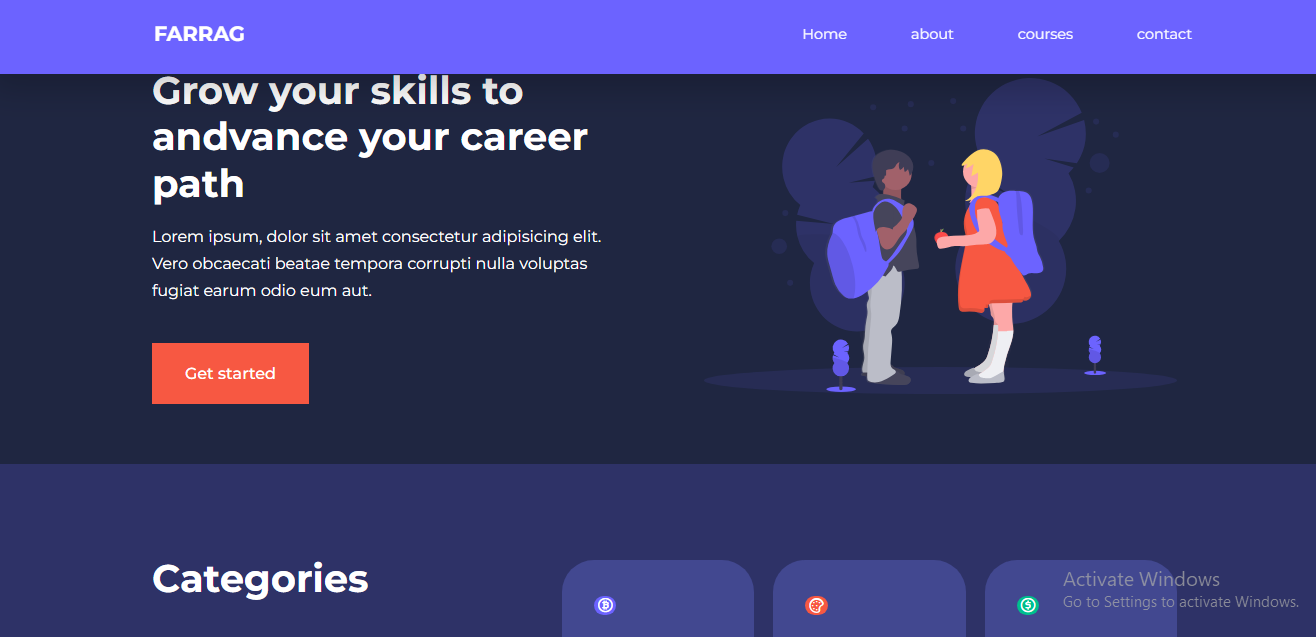 FARRAG
Home
about
courses
contact
Grow your skills to
andvance your career
path
Lorem ipsum, dolor sit amet consectetur adipisicing elit.
Vero obcaecati beatae tempora corrupti nulla voluptas
fugiat earum odio eum aut.
Get started
Categories
Activate Windows
Go to Settings to activate Windows.